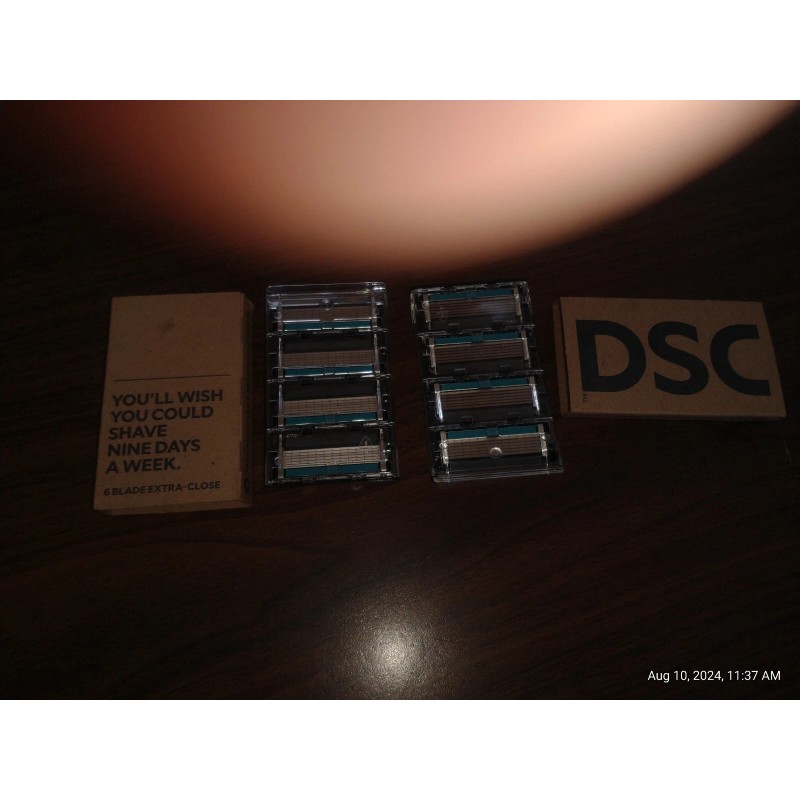 YOU'LL WISH
YOU COULD
SHAVE
NINE DAYS
A WEEK.
6 BLADE EXTRA-CLOSE
DSC
TM
Aug 10, 2024, 11:37 AM